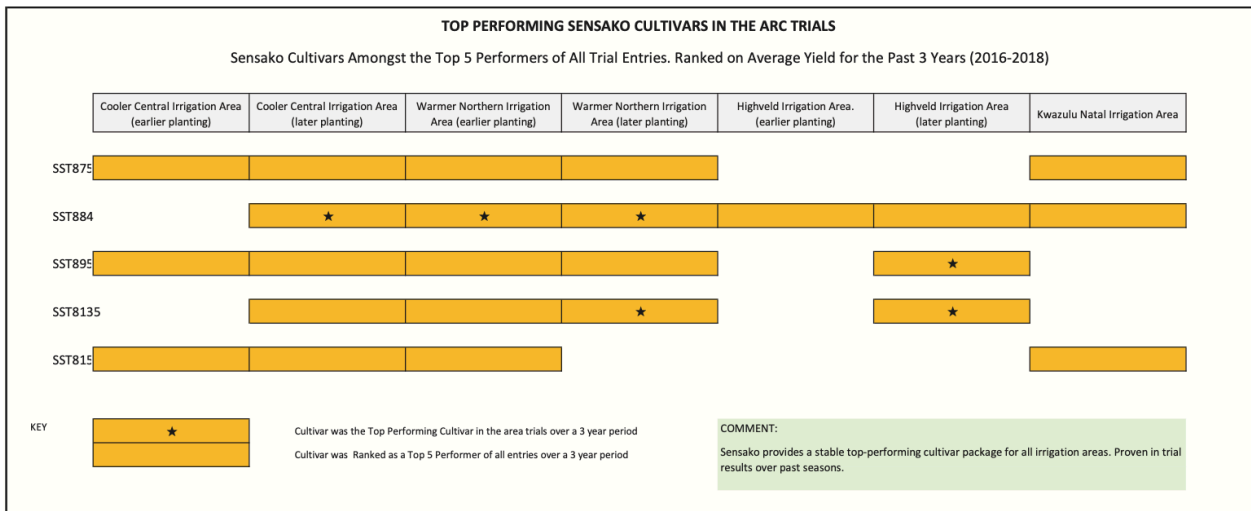 TOP PERFORMING SENSAKO CULTIVARS IN THE ARC TRIALS
Sensako Cultivars Amongst the Top 5 Performers of All Trial Entries. Ranked on Average Yield for the Past 3 Years (2016-2018)
Cooler Central Irrigation Area
(earlier planting)
Cooler Central Irrigation Area
(later planting)
Warmer Northern Irrigation
Area (earlier planting)
Warmer Northern Irrigation
Area (later planting)
Highveld Irrigation Area.
(earlier planting)
Highveld Irrigation Area
(later planting)
Kwazulu Natal Irrigation Area
SST875
SST884
★ ★ ★
SST895
★
SST8135
★ ★
SST815
KEY
★
Cultivar was the Top Performing Cultivar in the area trials over a 3 year period
Cultivar was Ranked as a Top 5 Performer of all entries over a 3 year period
COMMENT:
Sensako provides a stable top-performing cultivar package for all irrigation areas. Proven in trial
results over past seasons.